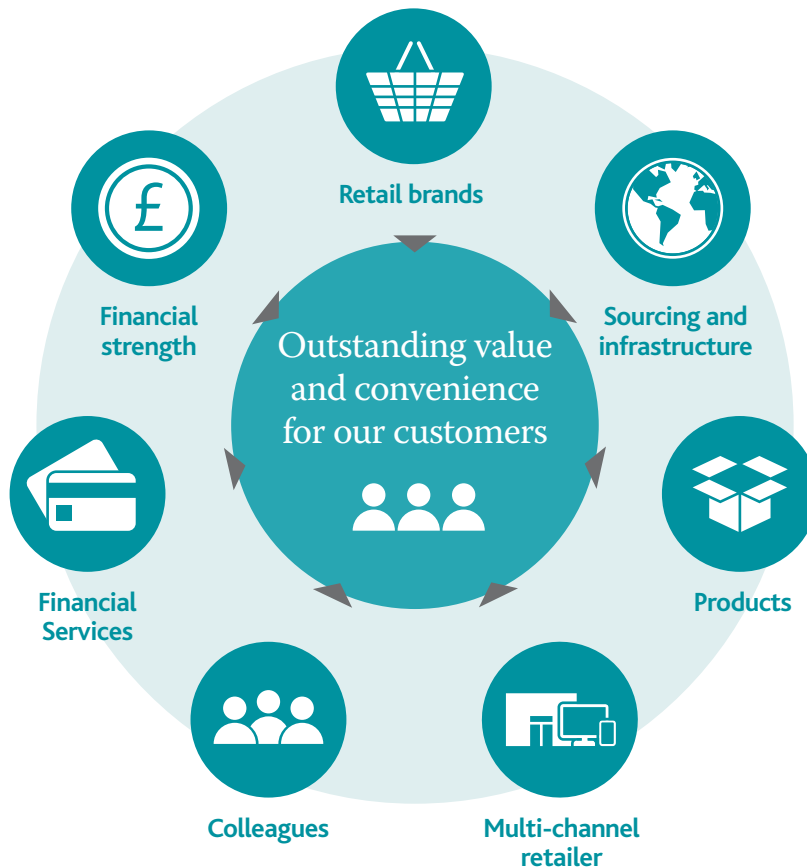 Retail brands
Financial
strength
Sourcing and
infrastructure
Outstanding value
and convenience
for our customers
Financial
Services
Products
Colleagues
Multi-channel
retailer
£